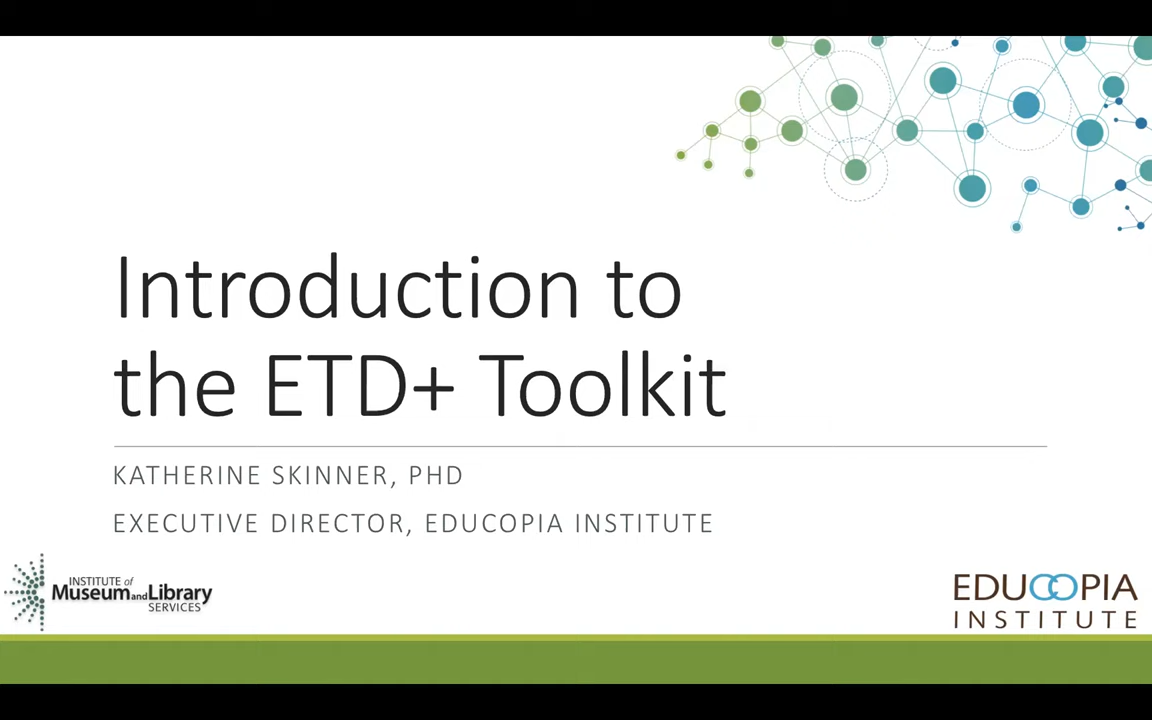 Introduction to
the ETD+ Toolkit
KATHERINE SKINNER, PHD
EXECUTIVE DIRECTOR, EDUCOPIA INSTITUTE
INSTITUTE of
Museum and Library
SERVICES
EDUCOPIA
INSTITUTE